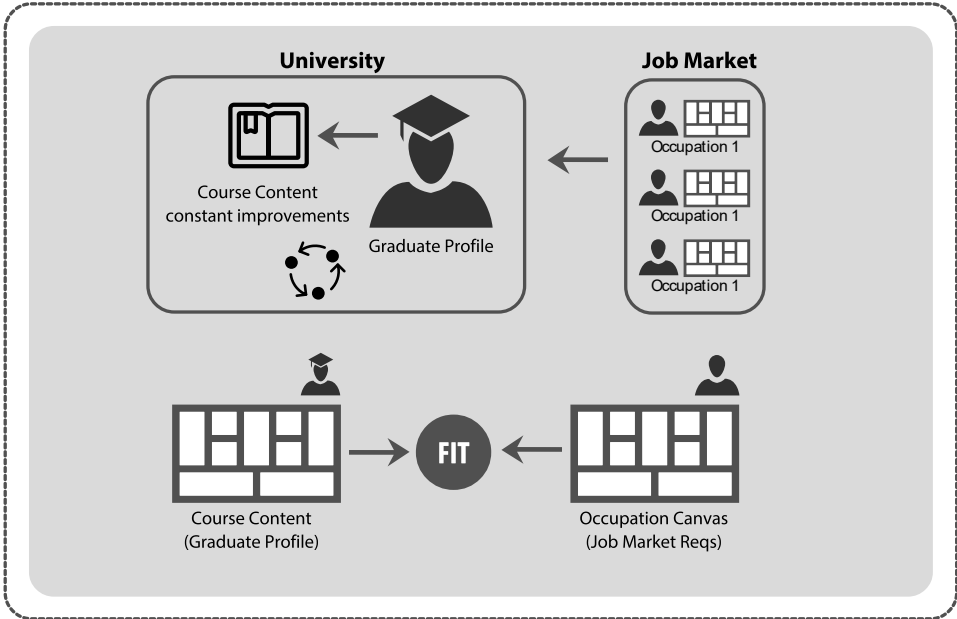 University
Job Market
Course Content
constant improvements
Graduate Profile
Occupation 1
Occupation 1
Occupation 1
FIT
Course Content
(Graduate Profile)
Occupation Canvas
(Job Market Reqs)